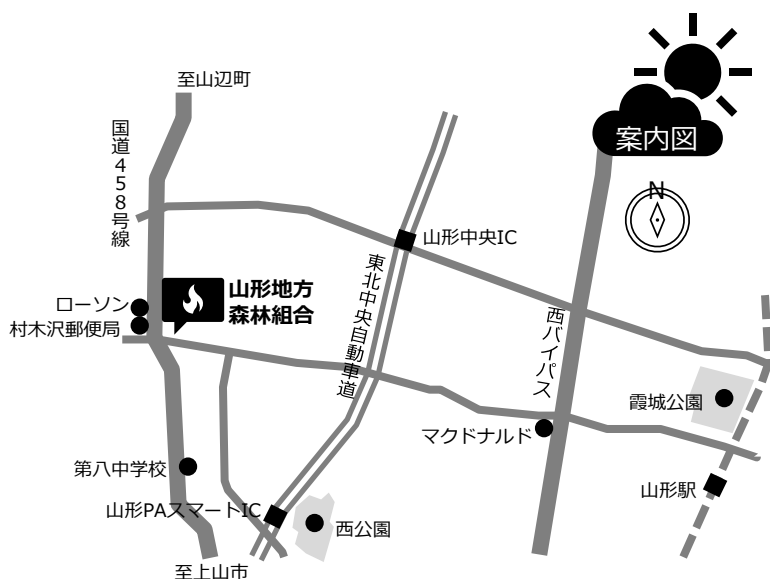 案内図
N
至山辺町
国道458号線
山形中央IC
東北中央自動車道
西バイパス
山形地方
森林組合
ローソン
村木沢郵便局
霞城公園
マクドナルド
第八中学校
山形駅
山形PAスマートIC
西公園
至上山市